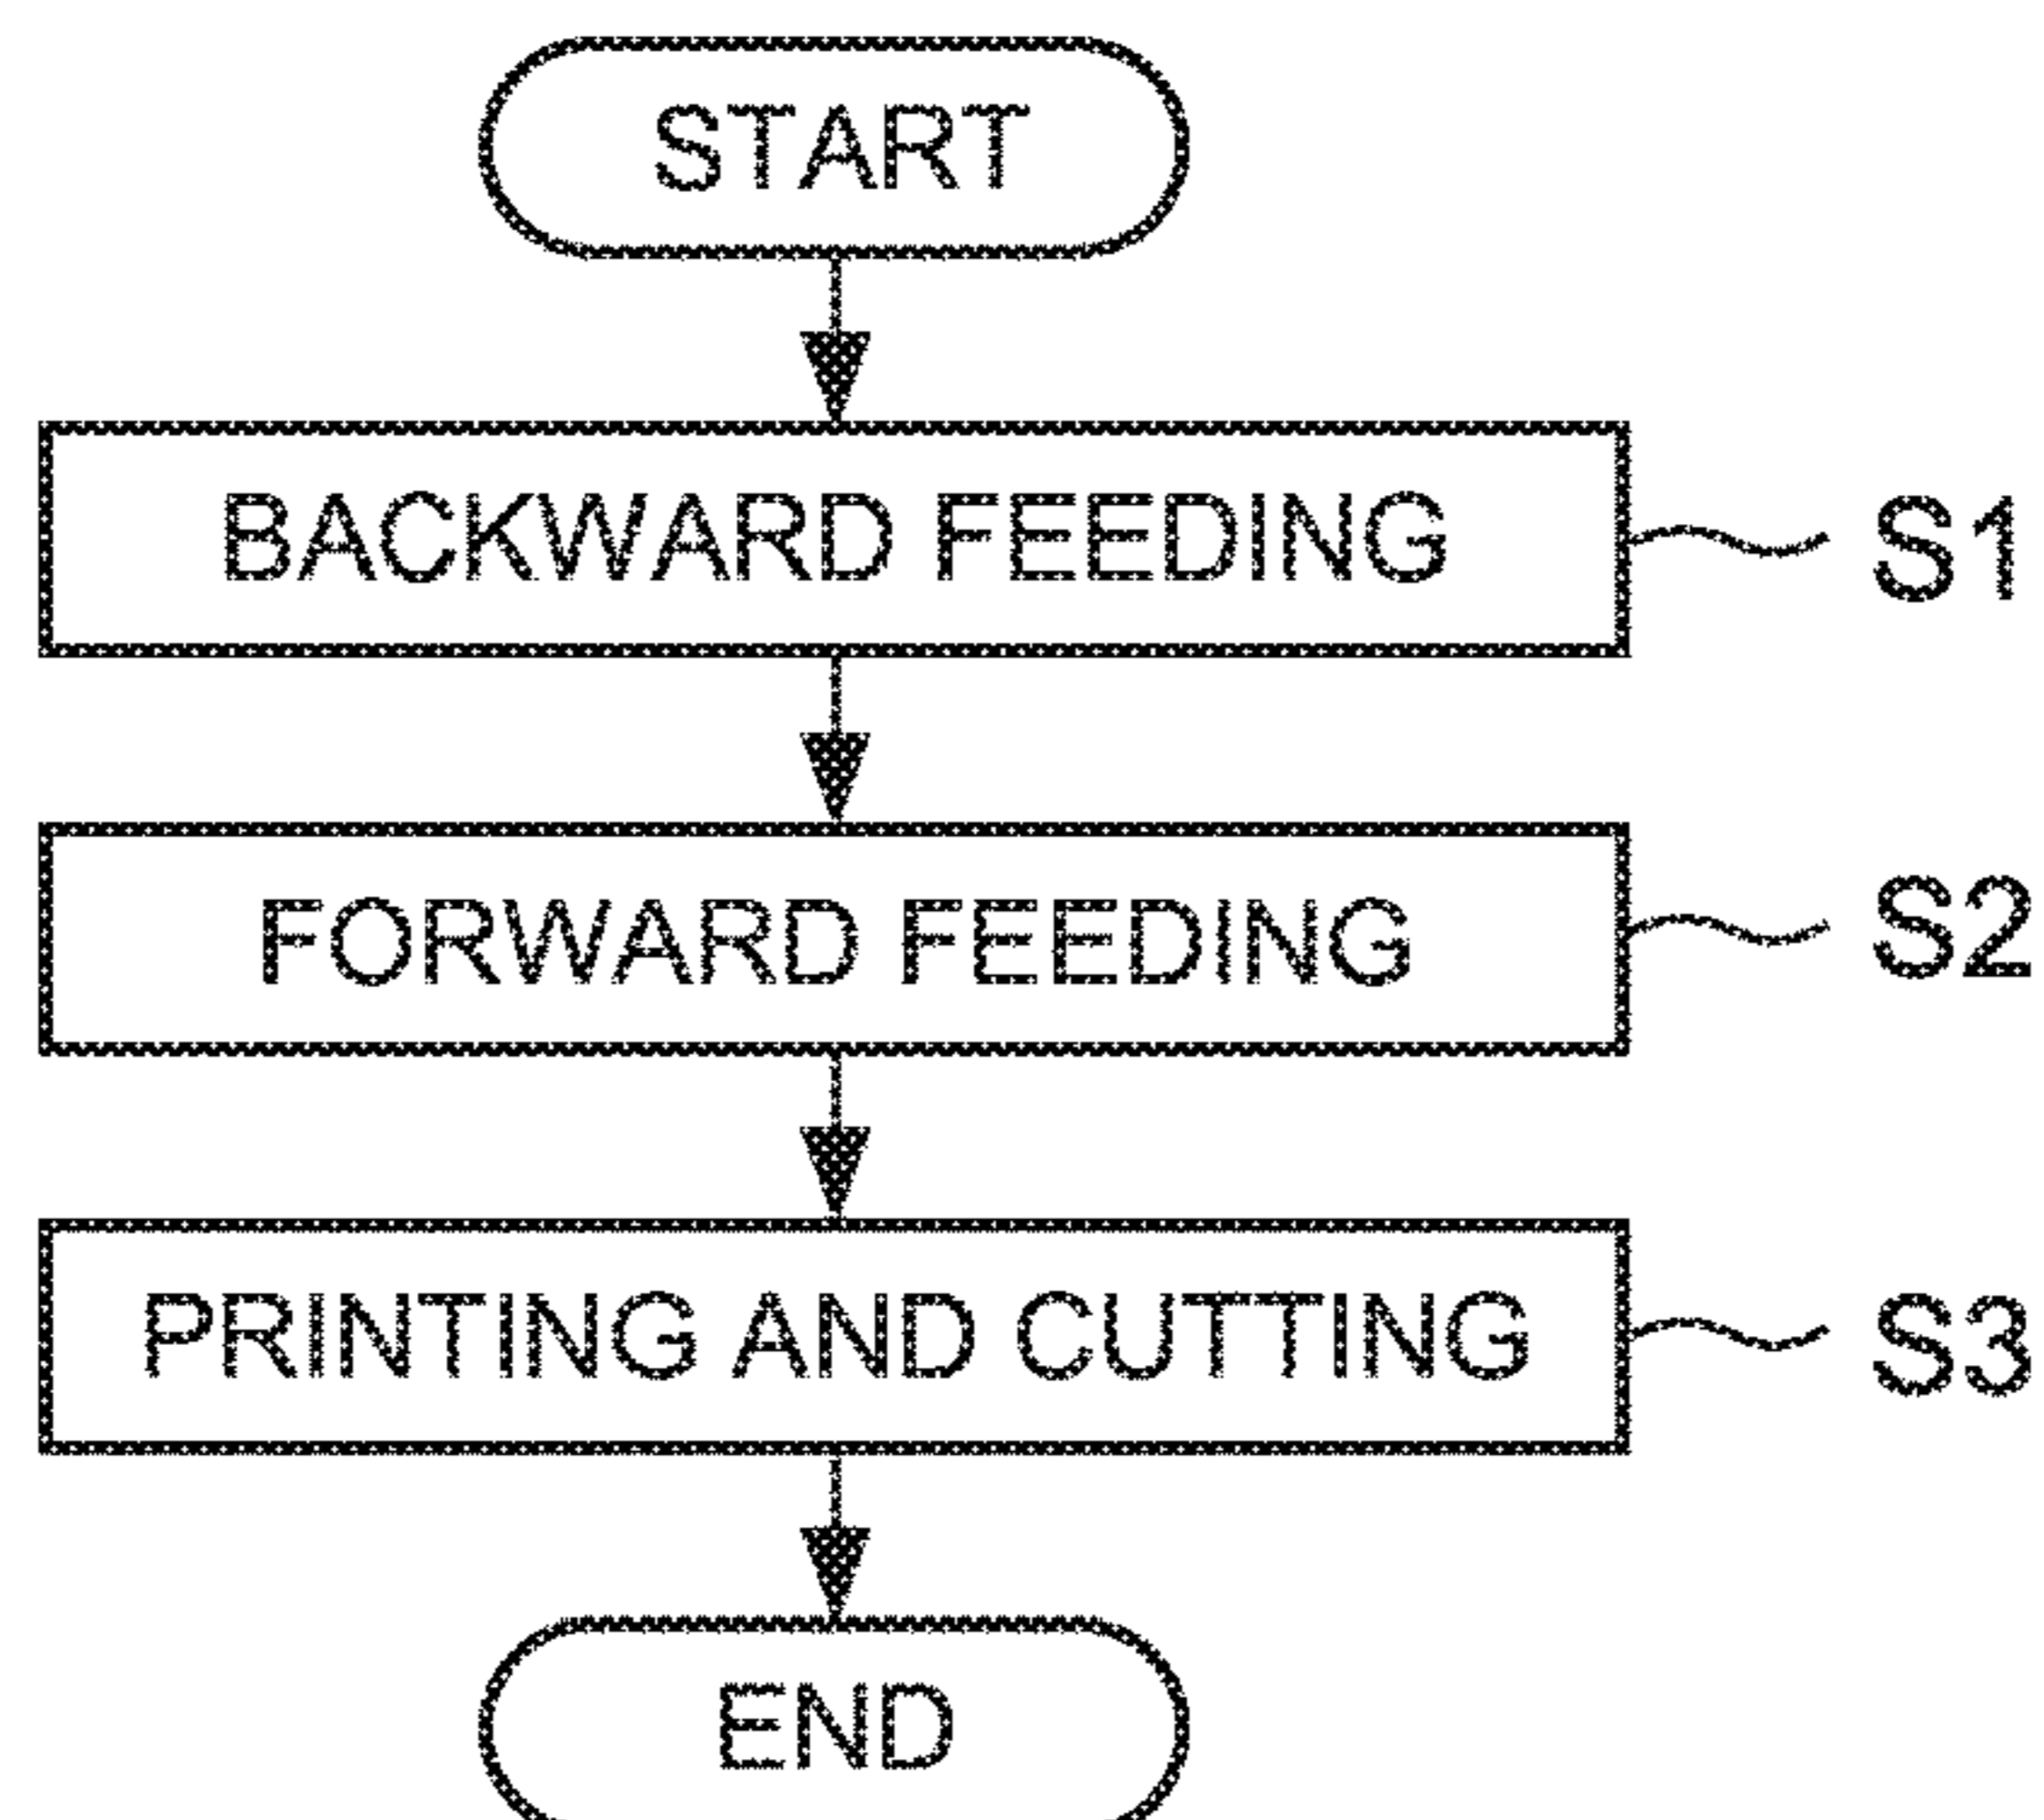 START
BACKWARD FEEDING
S1
FORWARD FEEDING
S2
PRINTING AND CUTTING
S3
END